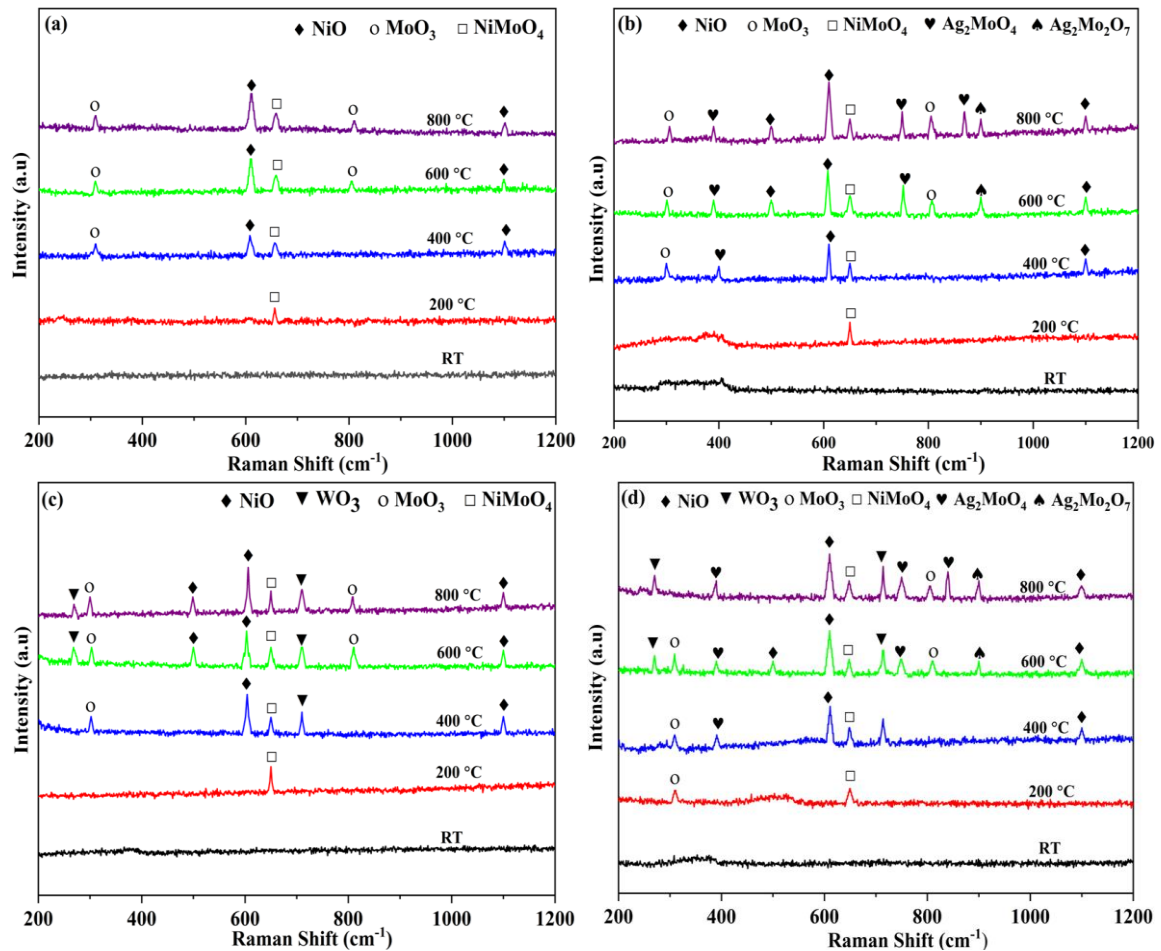 (a) ♦ NiO ○ MoO₃ □ NiMoO₄
○ ♦ □ ○ ♦
800 °C
○ ♦ □ ○ ♦
600 °C
○ ♦ □ ♦
400 °C
□
200 °C
RT
Intensity (a.u)
200 400 600 800 1000 1200
Raman Shift (cm⁻¹)
(b) ♦ NiO ○ MoO₃ □ NiMoO₄ ♥ Ag₂MoO₄ ♠ Ag₂Mo₂O₇
○ ♥ ♦ ♦ □ ♥ ○ ♥ ♠ ♦
800 °C
○ ♥ ♦ ♦ □ ♥ ○ ♠ ♦
600 °C
○ ♥ ♦ □ ♦
400 °C
□
200 °C
RT
Intensity (a.u)
200 400 600 800 1000 1200
Raman Shift (cm⁻¹)
(c) ♦ NiO ▼ WO₃ ○ MoO₃ □ NiMoO₄
▼ ○ ♦ ♦ □ ▼ ○ ♦
800 °C
▼ ○ ♦ ♦ □ ▼ ○ ♦
600 °C
○ ♦ □ ▼ ♦
400 °C
□
200 °C
RT
Intensity (a.u)
200 400 600 800 1000 1200
Raman Shift (cm⁻¹)
(d) ♦ NiO ▼ WO₃ ○ MoO₃ □ NiMoO₄ ♥ Ag₂MoO₄ ♠ Ag₂Mo₂O₇
▼ ♥ ♦ □ ▼ ♥ ○ ♥ ♠ ♦
800 °C
▼ ○ ♥ ♦ ♦ □ ▼ ♥ ○ ♠ ♦
600 °C
○ ♥ ♦ □ ♦
400 °C
○ □
200 °C
RT
Intensity (a.u)
200 400 600 800 1000 1200
Raman Shift (cm⁻¹)